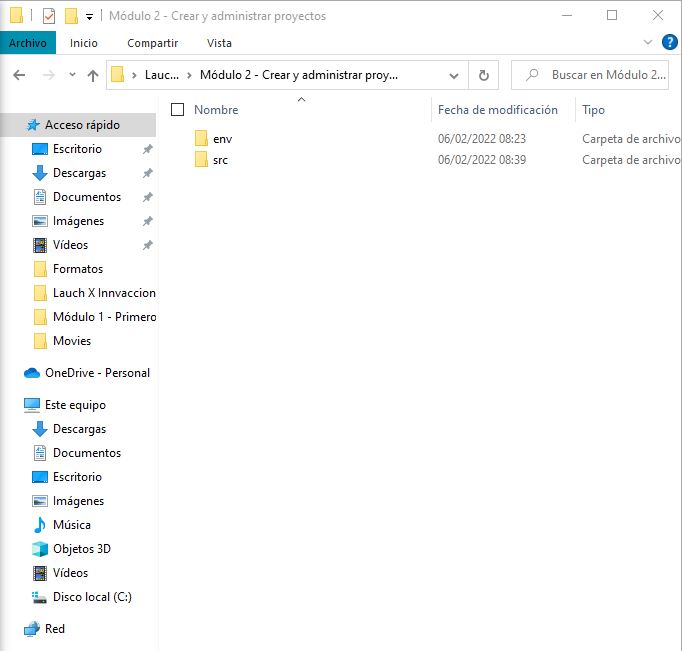 Módulo 2 - Crear y administrar proyectos
Archivo Inicio Compartir Vista
Lauc... Módulo 2 - Crear y administrar proy... Buscar en Módulo 2...
Nombre Fecha de modificación Tipo
Acceso rápido
env 06/02/2022 08:23 Carpeta de archivo
src 06/02/2022 08:39 Carpeta de archivo
Escritorio
Descargas
Documentos
Imágenes
Vídeos
Formatos
Lauch X Innvaccion
Módulo 1 - Primero
Movies
OneDrive - Personal
Este equipo
Descargas
Documentos
Escritorio
Imágenes
Música
Objetos 3D
Vídeos
Disco local (C:)
Red